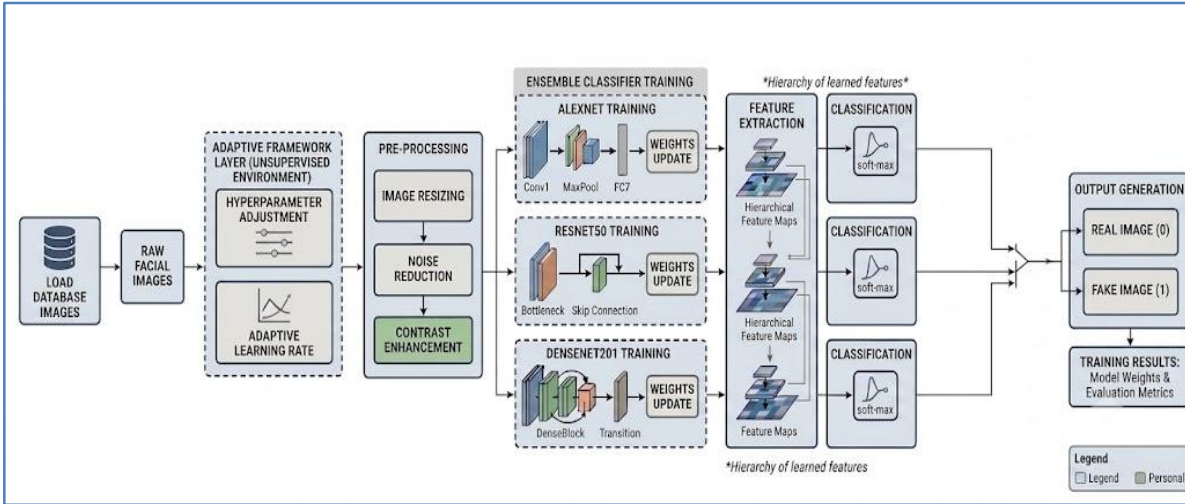 LOAD
DATABASE
IMAGES
RAW
FACIAL
IMAGES
ADAPTIVE FRAMEWORK
LAYER (UNSUPERVISED
ENVIRONMENT)
HYPERPARAMETER
ADJUSTMENT
ADAPTIVE
LEARNING RATE
PRE-PROCESSING
IMAGE RESIZING
NOISE
REDUCTION
CONTRAST
ENHANCEMENT
ENSEMBLE CLASSIFIER TRAINING
ALEXNET TRAINING
Conv1
MaxPool
FC7
WEIGHTS
UPDATE
RESNET50 TRAINING
Bottleneck
Skip Connection
WEIGHTS
UPDATE
DENSENET201 TRAINING
DenseBlock
Transition
WEIGHTS
UPDATE
*Hierarchy of learned features*
FEATURE
EXTRACTION
Hierarchical
Feature Maps
Hierarchical
Feature Maps
Feature Maps
*Hierarchy of learned features
CLASSIFICATION
soft-max
CLASSIFICATION
soft-max
CLASSIFICATION
soft-max
OUTPUT GENERATION
REAL IMAGE (0)
FAKE IMAGE (1)
TRAINING RESULTS:
Model Weights &
Evaluation Metrics
Legend
Legend
Personal